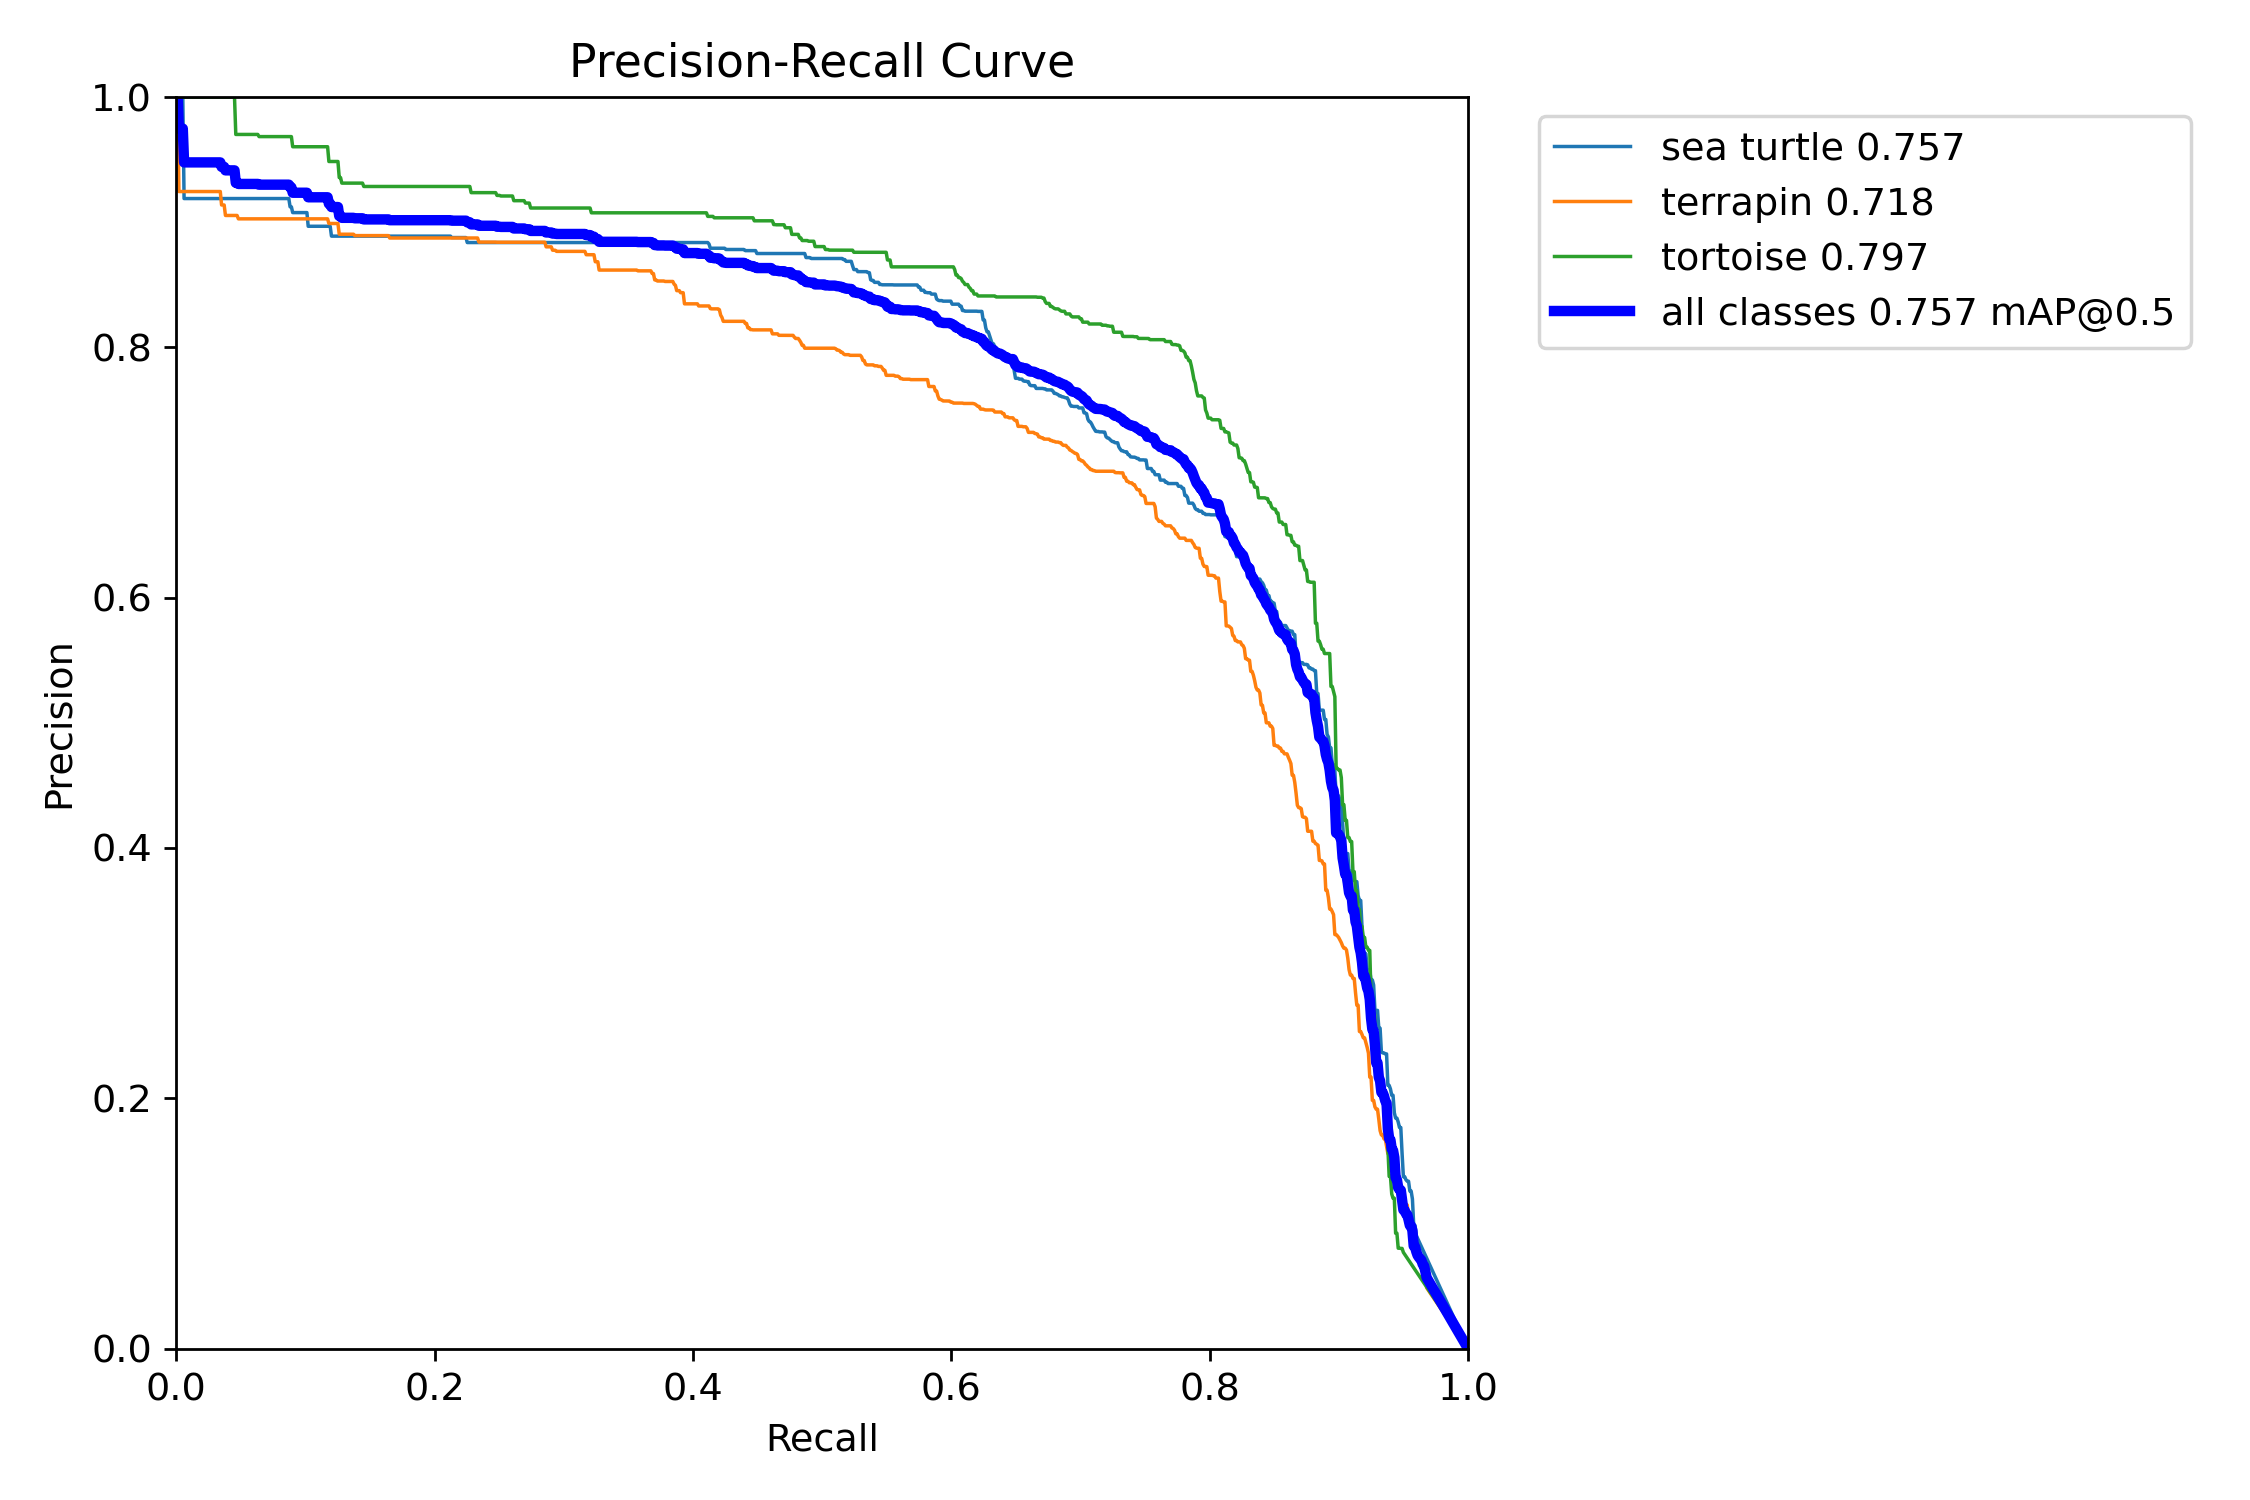 Precision-Recall Curve
1.0
0.8
0.6
0.4
0.2
0.0
Precision
0.0 0.2 0.4 0.6 0.8 1.0
Recall
sea turtle 0.757
terrapin 0.718
tortoise 0.797
all classes 0.757 mAP@0.5